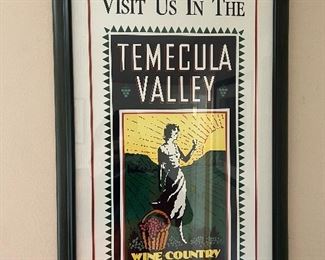 VISIT US IN THE
TEMECULA
VALLEY
WINE COUNTRY